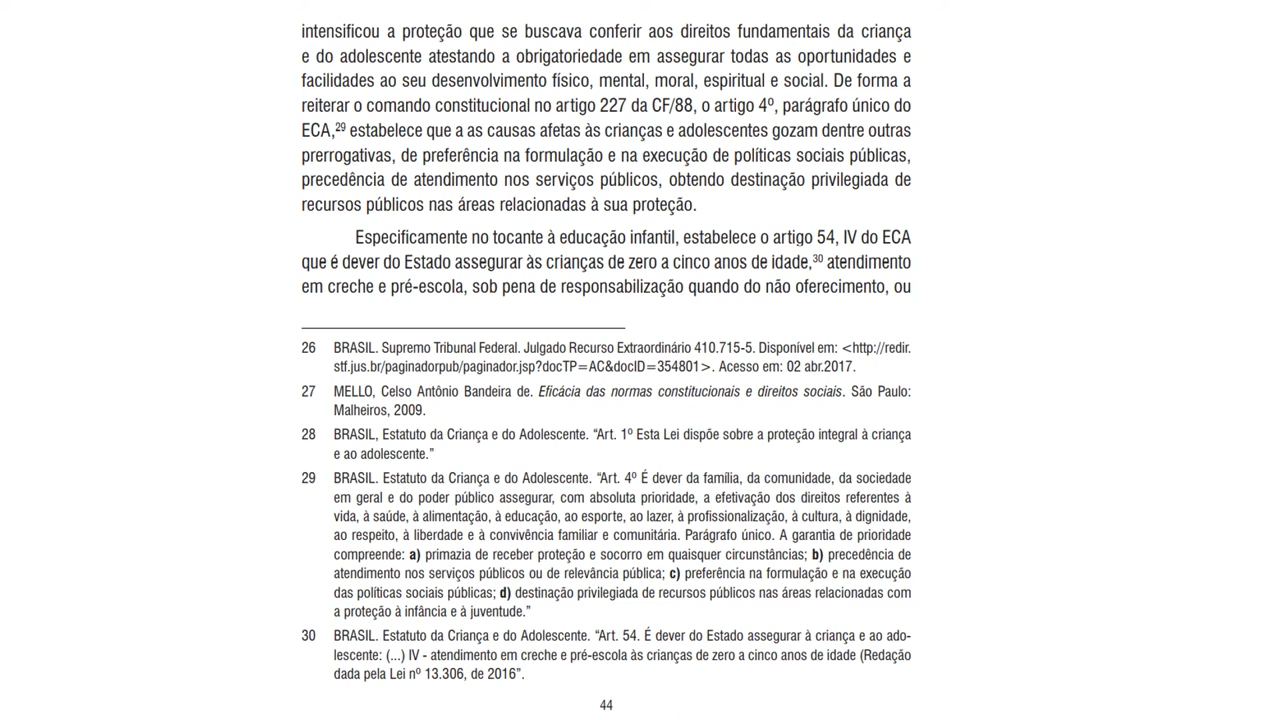 intensificou a proteção que se buscava conferir aos direitos fundamentais da criança
e do adolescente atestando a obrigatoriedade em assegurar todas as oportunidades e
facilidades ao seu desenvolvimento físico, mental, moral, espiritual e social. De forma a
reiterar o comando constitucional no artigo 227 da CF/88, o artigo 4º, parágrafo único do
ECA,²⁹ estabelece que a as causas afetas às crianças e adolescentes gozam dentre outras
prerrogativas, de preferência na formulação e na execução de políticas sociais públicas,
precedência de atendimento nos serviços públicos, obtendo destinação privilegiada de
recursos públicos nas áreas relacionadas à sua proteção.
Especificamente no tocante à educação infantil, estabelece o artigo 54, IV do ECA
que é dever do Estado assegurar às crianças de zero a cinco anos de idade,³⁰ atendimento
em creche e pré-escola, sob pena de responsabilização quando do não oferecimento, ou
26 BRASIL. Supremo Tribunal Federal. Julgado Recurso Extraordinário 410.715-5. Disponível em: <http://redir.
stf.jus.br/paginadorpub/paginador.jsp?docTP=AC&docID=354801>. Acesso em: 02 abr.2017.
27 MELLO, Celso Antônio Bandeira de. Eficácia das normas constitucionais e direitos sociais. São Paulo:
Malheiros, 2009.
28 BRASIL, Estatuto da Criança e do Adolescente. “Art. 1º Esta Lei dispõe sobre a proteção integral à criança
e ao adolescente.”
29 BRASIL. Estatuto da Criança e do Adolescente. “Art. 4º É dever da família, da comunidade, da sociedade
em geral e do poder público assegurar, com absoluta prioridade, a efetivação dos direitos referentes à
vida, à saúde, à alimentação, à educação, ao esporte, ao lazer, à profissionalização, à cultura, à dignidade,
ao respeito, à liberdade e à convivência familiar e comunitária. Parágrafo único. A garantia de prioridade
compreende: a) primazia de receber proteção e socorro em quaisquer circunstâncias; b) precedência de
atendimento nos serviços públicos ou de relevância pública; c) preferência na formulação e na execução
das políticas sociais públicas; d) destinação privilegiada de recursos públicos nas áreas relacionadas com
a proteção à infância e à juventude.”
30 BRASIL. Estatuto da Criança e do Adolescente. “Art. 54. É dever do Estado assegurar à criança e ao ado-
lescente: (...) IV - atendimento em creche e pré-escola às crianças de zero a cinco anos de idade (Redação
dada pela Lei nº 13.306, de 2016”.
44